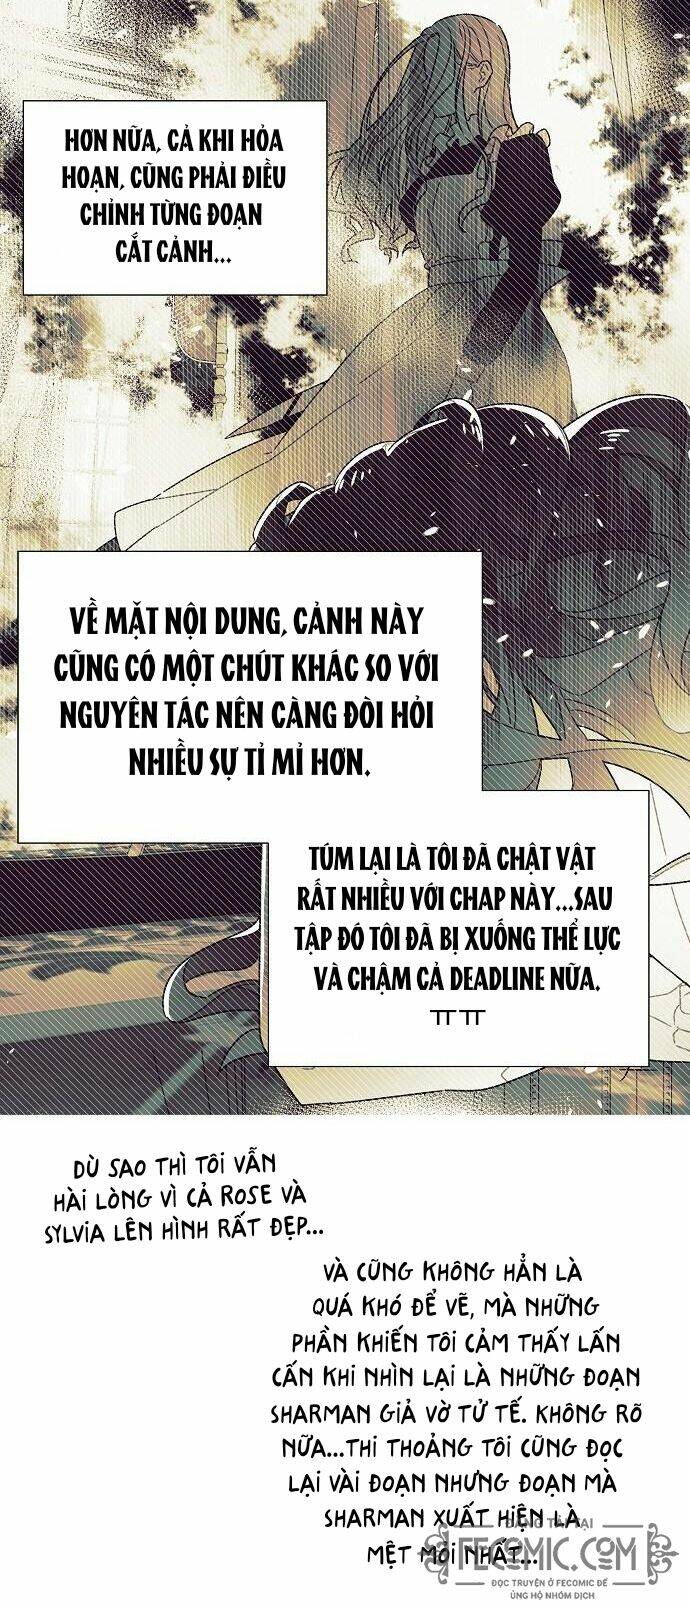 HƠN NỮA, CẢ KHI HỎA
HOẠN, CŨNG PHẢI ĐIỀU
CHỈNH TỪNG ĐOẠN
CẮT CẢNH...
VỀ MẶT NỘI DUNG, CẢNH NÀY
CŨNG CÓ MỘT CHÚT KHÁC SO VỚI
NGUYÊN TÁC NÊN CÀNG ĐÒI HỎI
NHIỀU SỰ TỈ MỈ HƠN.
TÚM LẠI LÀ TÔI ĐÃ CHẬT VẬT
RẤT NHIỀU VỚI CHAP NÀY...SAU
TẬP ĐÓ TÔI ĐÃ BỊ XUỐNG THỂ LỰC
VÀ CHẬM CẢ DEADLINE NỮA.
ㅠㅠ
DÙ SAO THÌ TÔI VẪN
HÀI LÒNG VÌ CẢ ROSE VÀ
SYLVIA LÊN HÌNH RẤT ĐẸP...
VÀ CŨNG KHÔNG HẲN LÀ
QUÁ KHÓ ĐỂ VẼ, MÀ NHỮNG
PHẦN KHIẾN TÔI CẢM THẤY LẤN
CẤN KHI NHÌN LẠI LÀ NHỮNG ĐOẠN
SHARMAN GIẢ VỜ TỬ TẾ. KHÔNG RÕ
NỮA...THI THOẢNG TÔI CŨNG ĐỌC
LẠI VÀI ĐOẠN NHƯNG ĐOẠN MÀ
SHARMAN XUẤT HIỆN LÀ
MỆT MỎI NHẤT...
ĐĂNG TẢI TẠI
FECOMIC.COM
ĐỌC TRUYỆN Ở FECOMIC ĐỂ
ỦNG HỘ NHÓM DỊCH